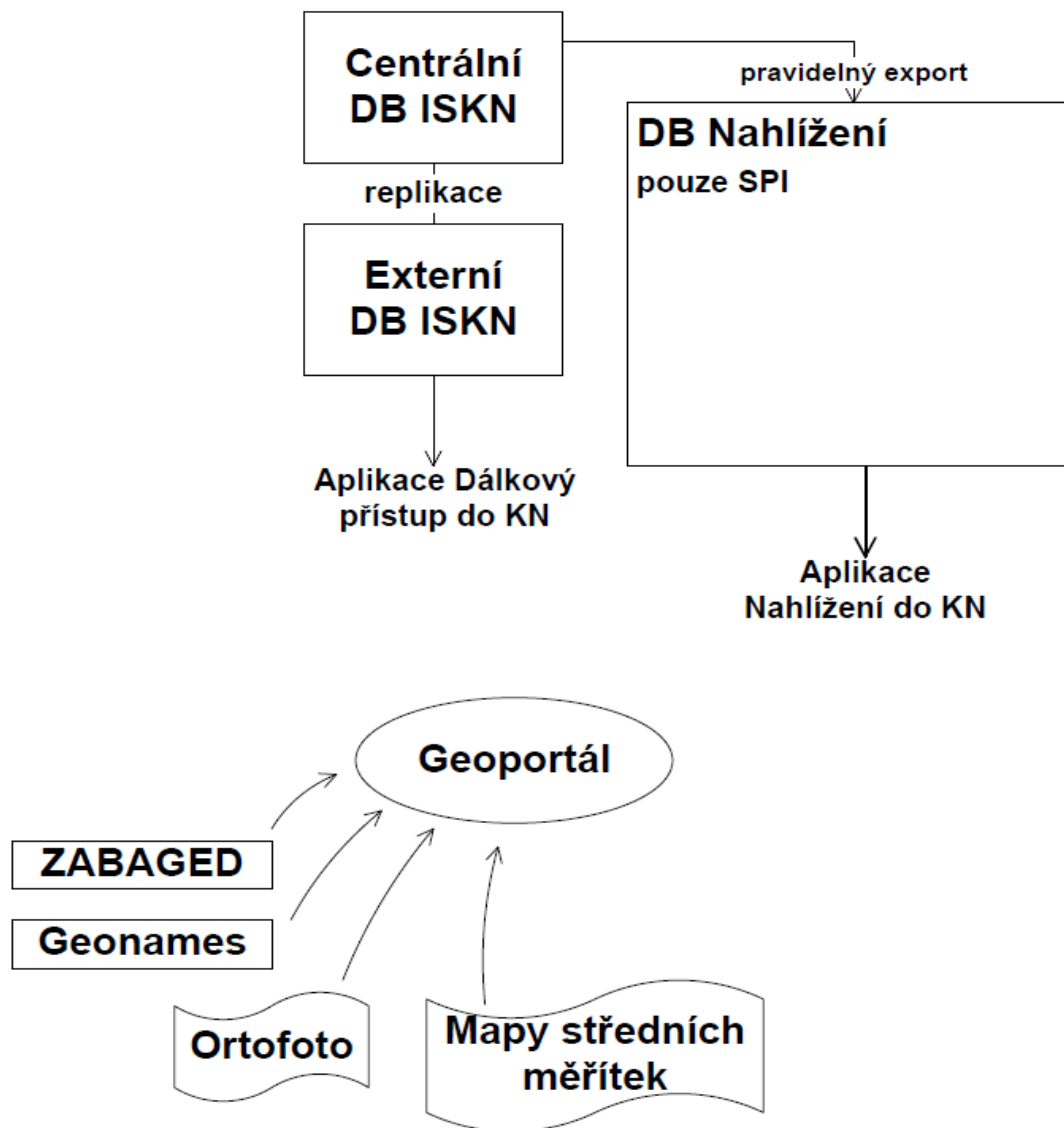 Centrální
DB ISKN
pravidelný export
DB Nahlížení
pouze SPI
replikace
Externí
DB ISKN
Aplikace Dálkový
přístup do KN
Aplikace
Nahlížení do KN
Geoportál
ZABAGED
Geonames
Ortofoto
Mapy středních
měřítek